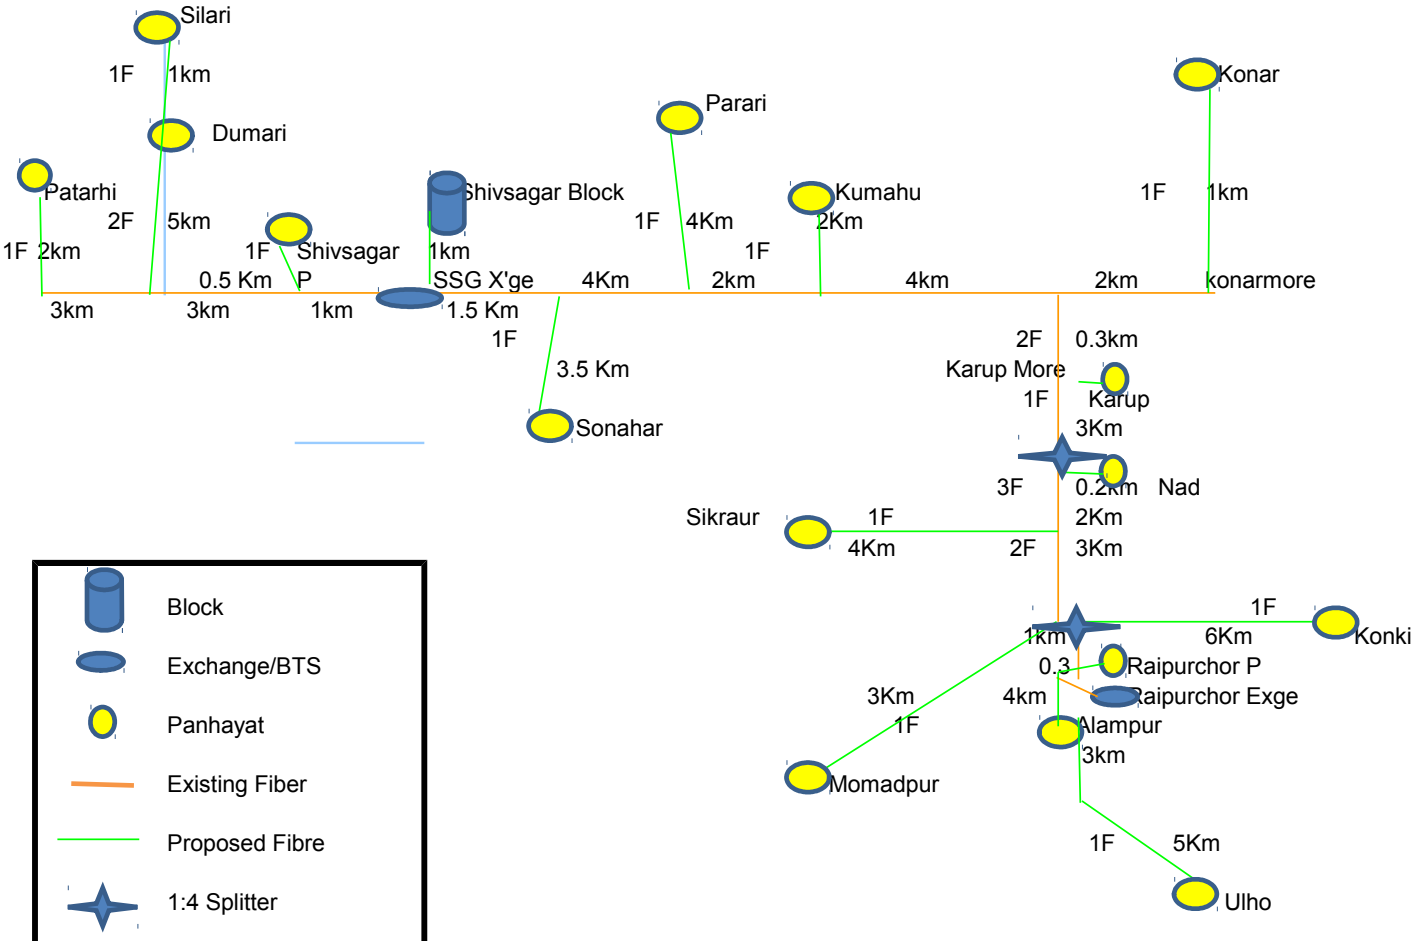 Silari
1F 1km
Konar
Parari
Dumari
Patarhi
Shivsagar Block
Kumahu
1F 1km
2F 5km
1F 4Km
2Km
1F 2km
1F Shivsagar P
1km
1F
0.5 Km
SSG X'ge
4Km
2km
4km
2km
konarmore
3km
3km
1km
1.5 Km
1F
2F 0.3km
3.5 Km
Karup More
1F Karup
Sonahar
3Km
3F 0.2km Nad
Sikraur
1F
2Km
4Km
2F 3Km
Block
1F
1km
6Km
Konki
Exchange/BTS
0.3
Raipurchor P
3Km
4km
Raipurchor Exge
1F
Panhayat
Alampur
3km
Existing Fiber
Momadpur
Proposed Fibre
1F 5Km
1:4 Splitter
Ulho